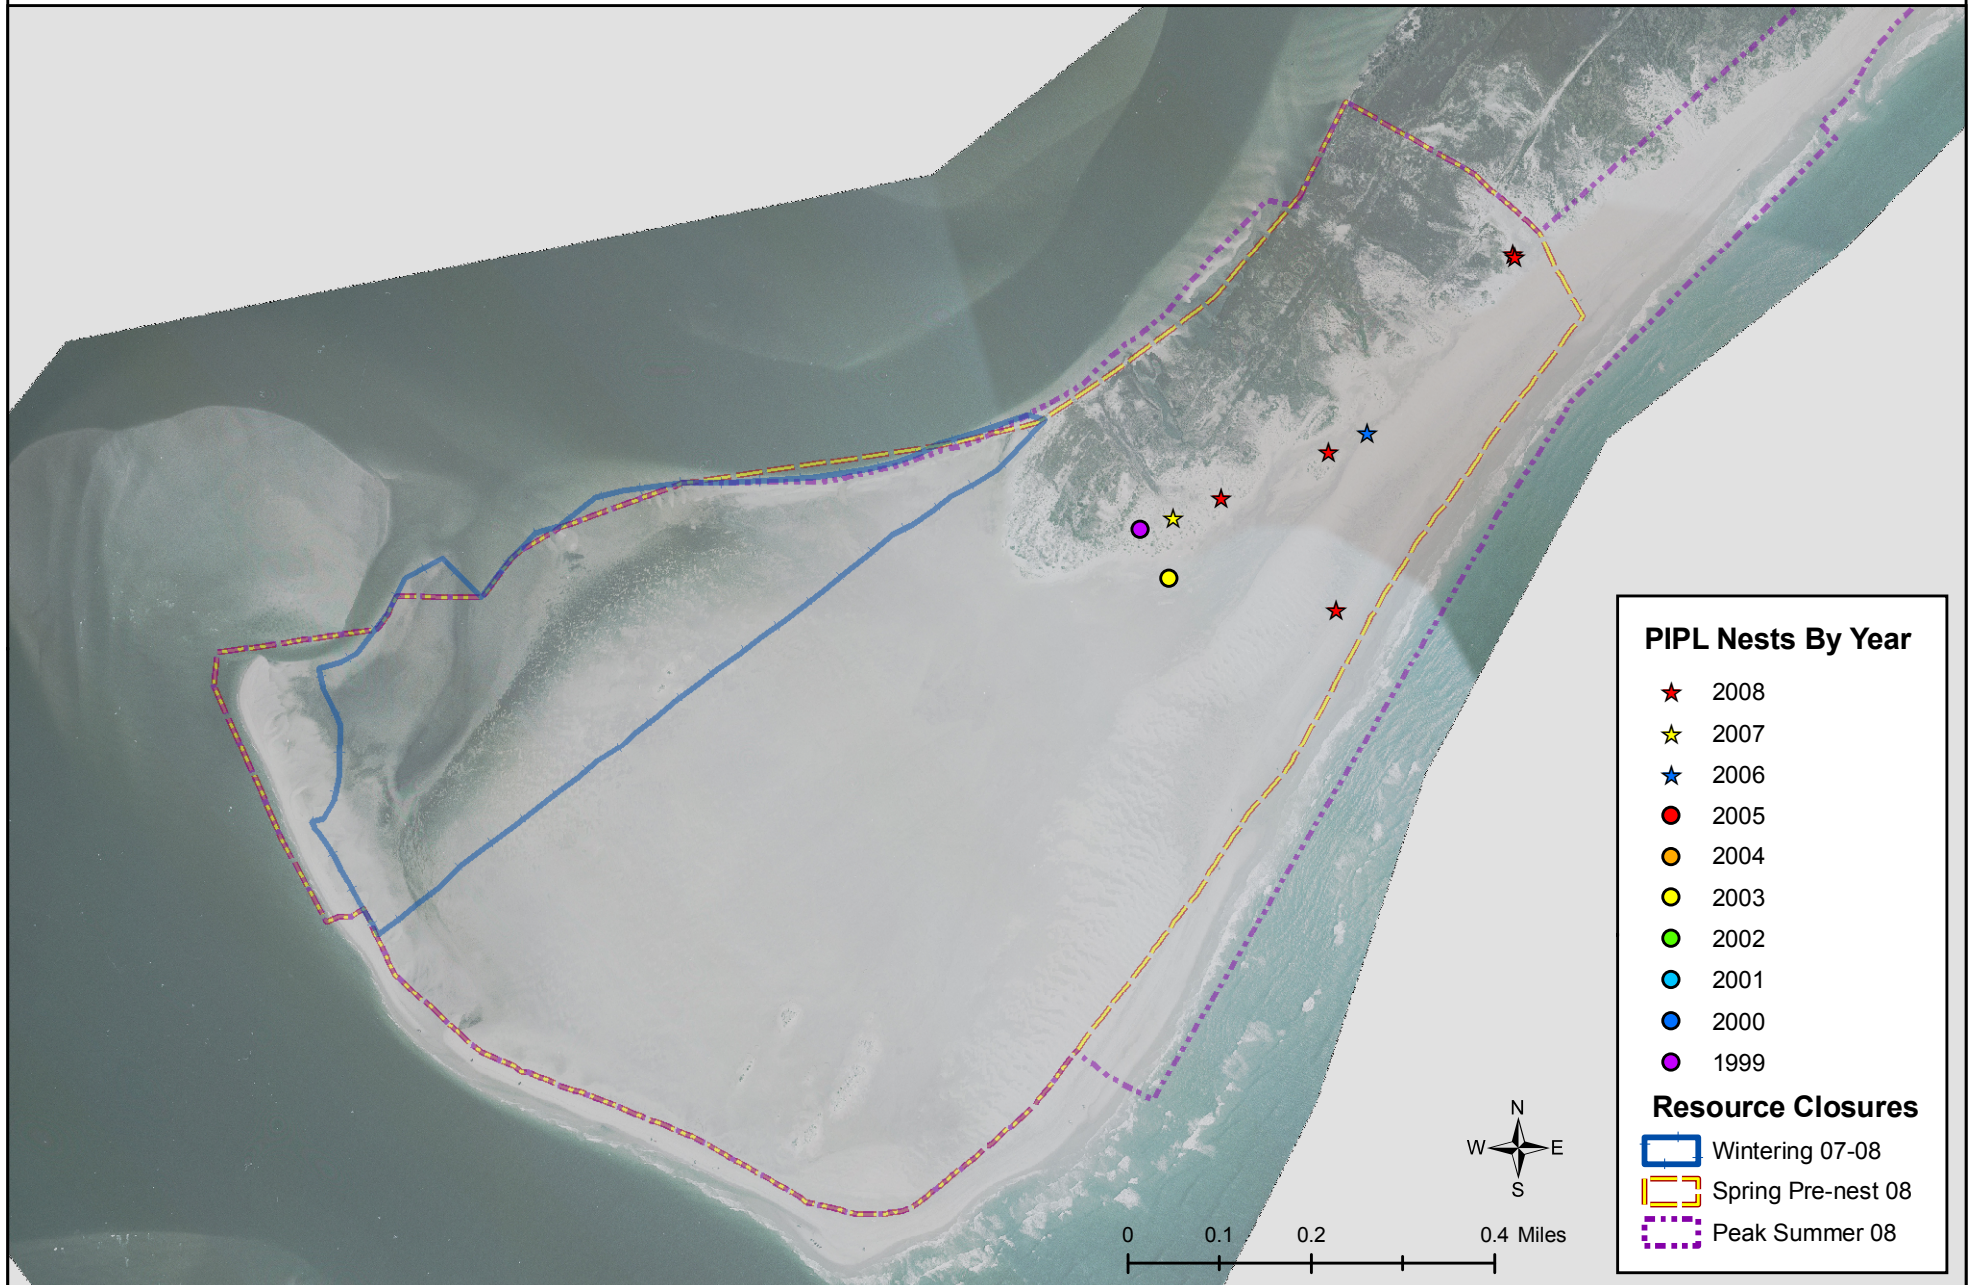 PIPL Nests By Year
2008
2007
2006
2005
2004
2003
2002
2001
2000
1999
Resource Closures
Wintering 07-08
Spring Pre-nest 08
Peak Summer 08
N
W E
S
0 0.1 0.2 0.4 Miles